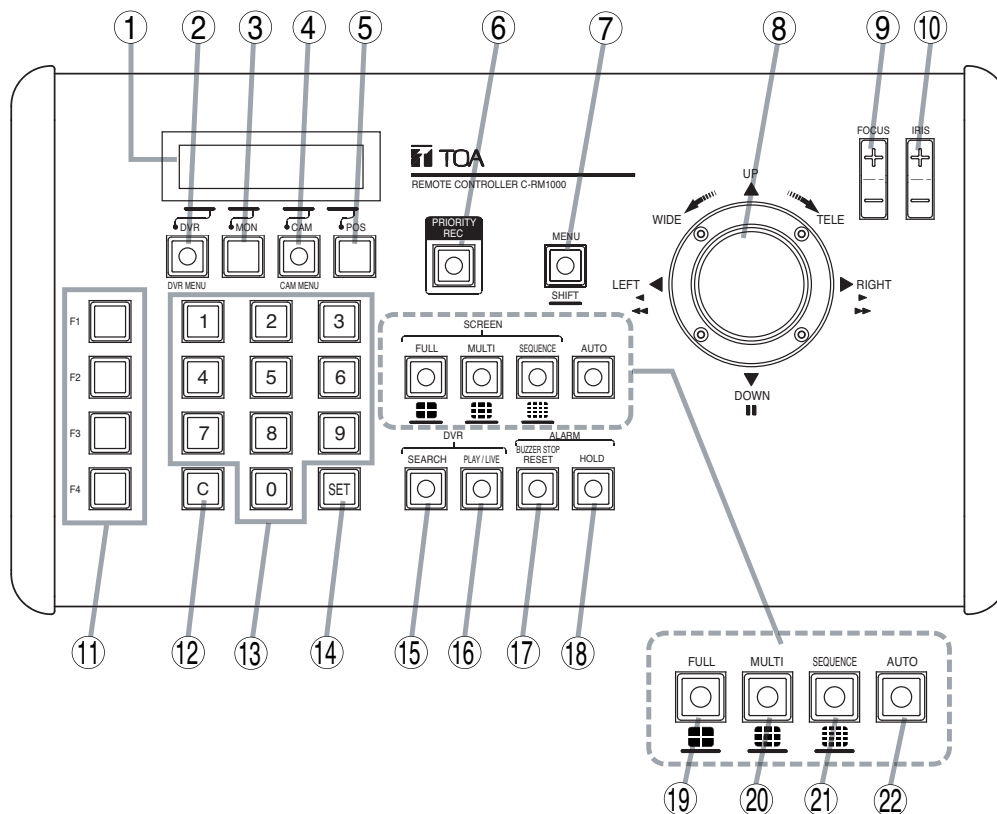 ① ② ③ ④ ⑤ ⑥ ⑦ ⑧ ⑨ ⑩
TOA
REMOTE CONTROLLER C-RM1000
DVR MON CAM POS
DVR MENU CAM MENU
PRIORITY
REC
MENU
SHIFT
FOCUS IRIS
UP
WIDE TELE
LEFT RIGHT
DOWN
F1 1 2 3
F2 4 5 6
F3 7 8 9
F4 C 0 SET
SCREEN
FULL MULTI SEQUENCE AUTO
DVR ALARM
SEARCH PLAY / LIVE BUZZER STOP
RESET HOLD
⑪ ⑫ ⑬ ⑭ ⑮ ⑯ ⑰ ⑱
FULL MULTI SEQUENCE AUTO
⑲ ⑳ ㉑ ㉒